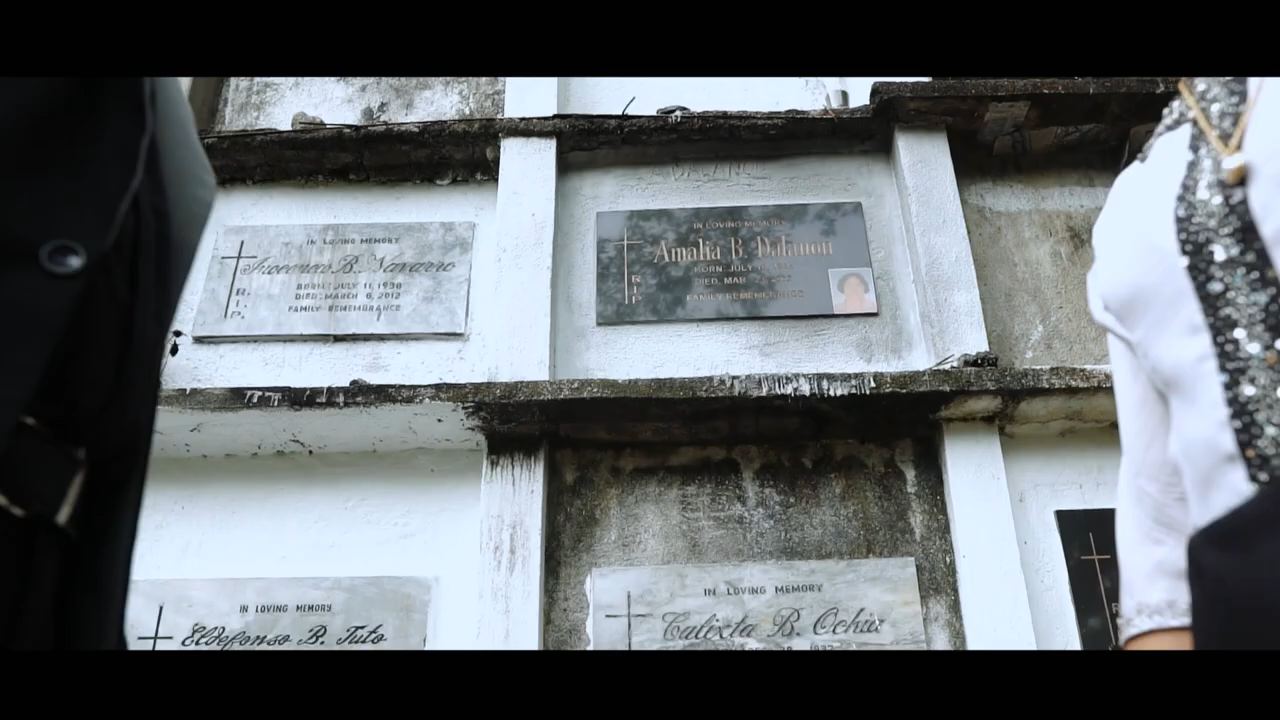 IN LOVING MEMORY
B. Navarro
BORN: JULY 11, 1930
DIED: MARCH 6, 2012
FAMILY REMEMBRANCE
R.I.P.
IN LOVING MEMORY
Amalia B. Dalanon
BORN: JULY
DIED, MAR
FAMILY REMEMBRANCE
R I P
IN LOVING MEMORY
Eldefonso B. Tuto
IN LOVING MEMORY
Calixta B. Ochia